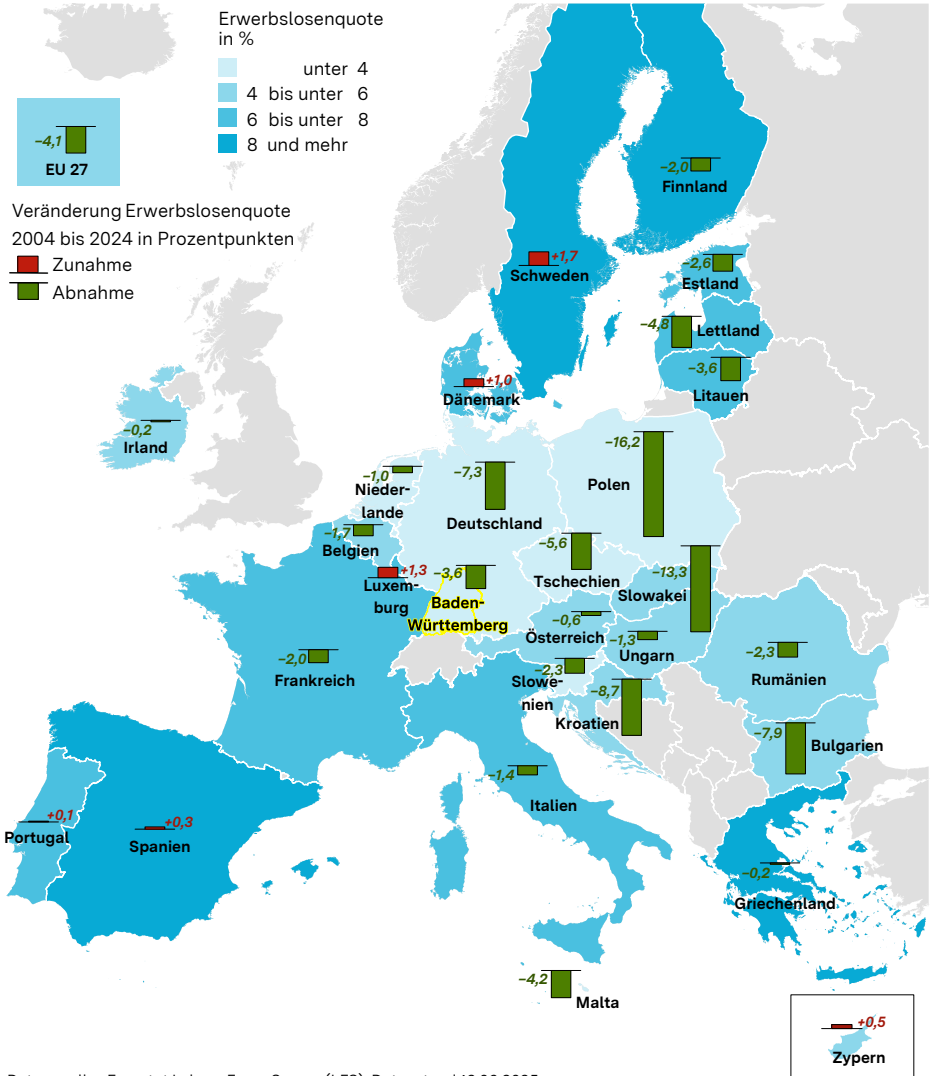 Erwerbslosenquote
in %
unter 4
4 bis unter 6
6 bis unter 8
8 und mehr
−4,1
EU 27
Veränderung Erwerbslosenquote
2004 bis 2024 in Prozentpunkten
Zunahme
Abnahme
−2,0
Finnland
+1,7
Schweden
−2,6
Estland
−4,8
Lettland
−3,6
Litauen
+1,0
Dänemark
−0,2
Irland
−1,0
Nieder-
lande
−7,3
Deutschland
−16,2
Polen
−1,7
Belgien
−5,6
Tschechien
−13,3
Slowakei
+1,3
Luxem-
burg
−3,6
Baden-
Württemberg
−0,6
Österreich
−1,3
Ungarn
−2,0
Frankreich
−2,3
Slowe-
nien
−8,7
Kroatien
−2,3
Rumänien
−7,9
Bulgarien
−1,4
Italien
+0,1
Portugal
+0,3
Spanien
−0,2
Griechenland
−4,2
Malta
+0,5
Zypern